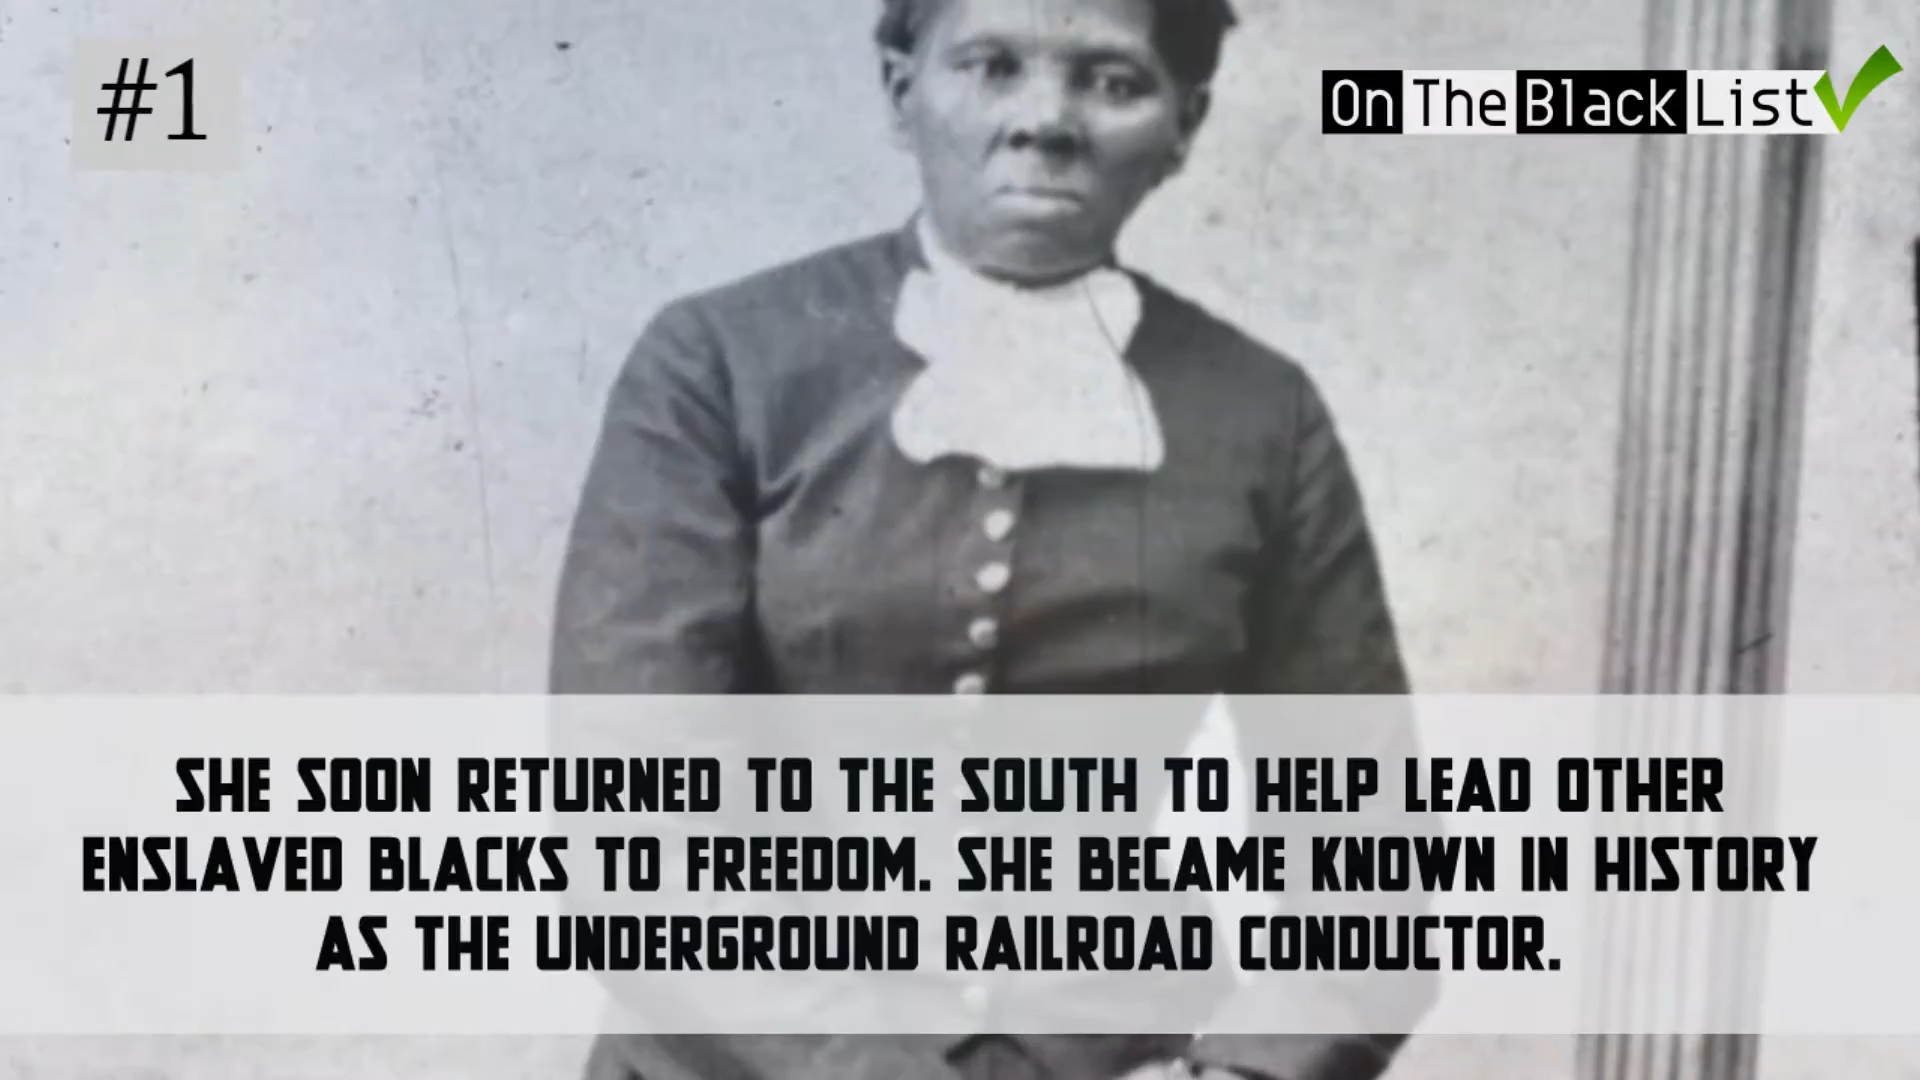 #1
On The Black List
SHE SOON RETURNED TO THE SOUTH TO HELP LEAD OTHER
ENSLAVED BLACKS TO FREEDOM. SHE BECAME KNOWN IN HISTORY
AS THE UNDERGROUND RAILROAD CONDUCTOR.